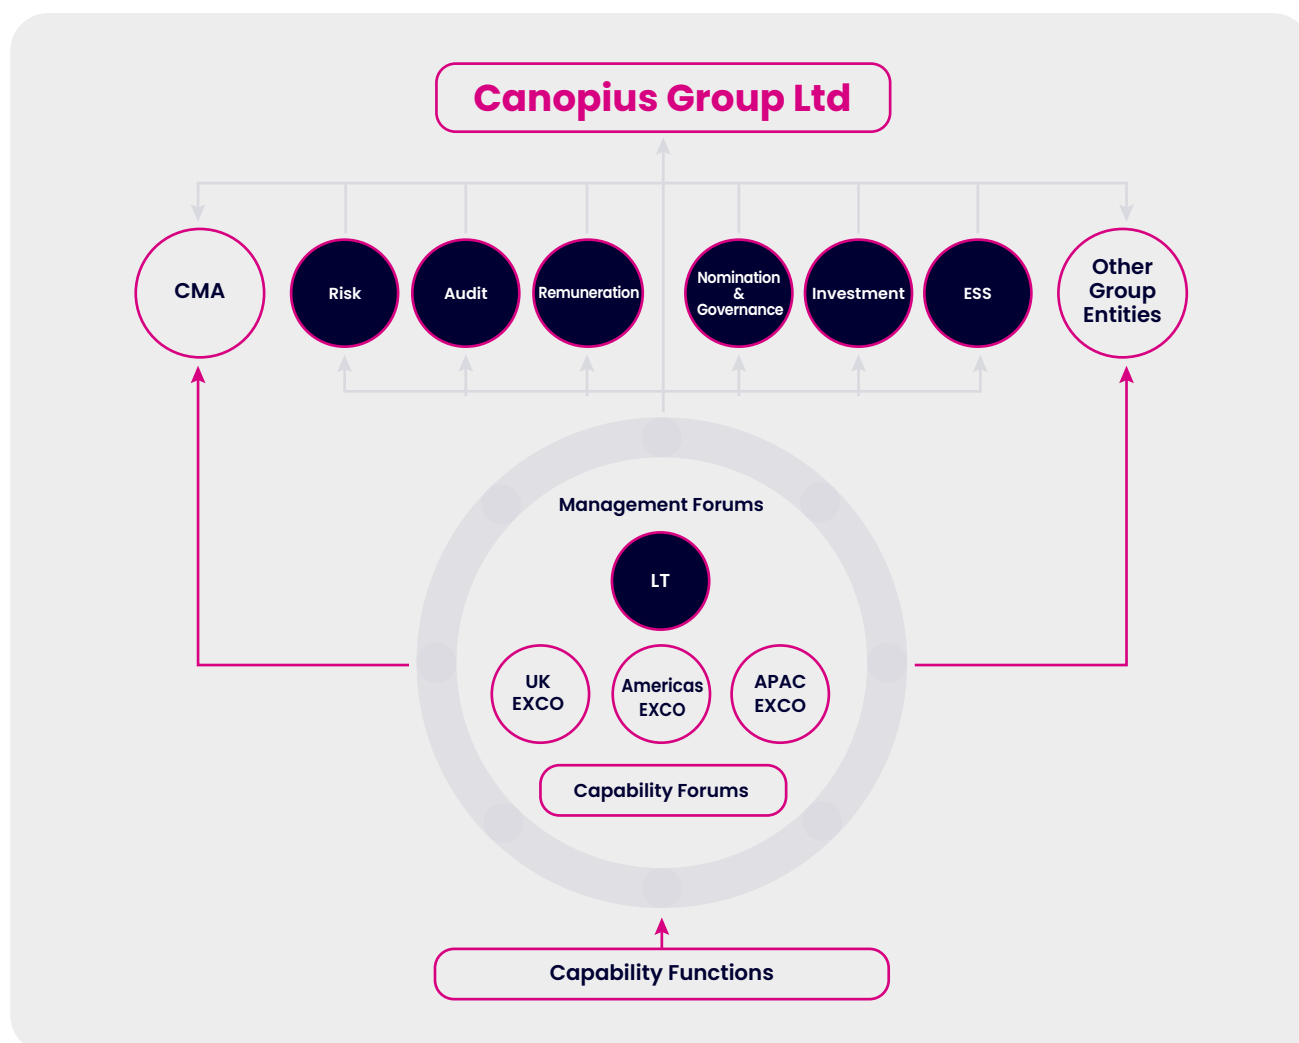 Canopius Group Ltd
CMA
Risk
Audit
Remuneration
Nomination
&
Governance
Investment
ESS
Other
Group
Entities
Management Forums
LT
UK
EXCO
Americas
EXCO
APAC
EXCO
Capability Forums
Capability Functions